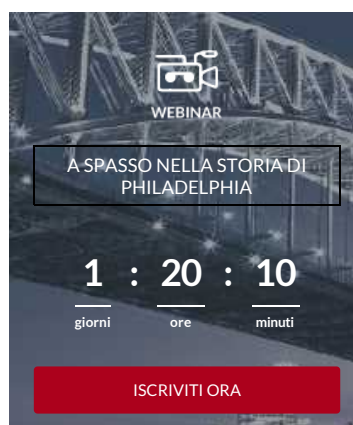 WEBINAR
A SPASSO NELLA STORIA DI
PHILADELPHIA
1 : 20 : 10
giorni ore minuti
ISCRIVITI ORA